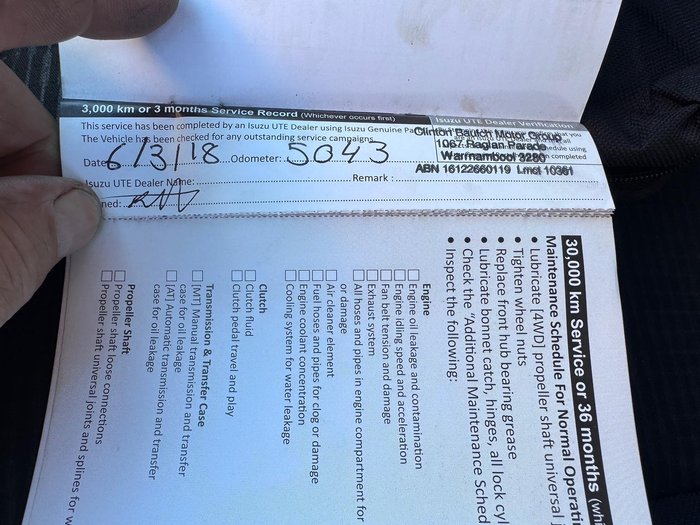 3,000 km or 3 months Service Record (Whichever occurs first)
Isuzu UTE Dealer Verification
This service has been completed by an Isuzu UTE Dealer using Isuzu Genuine
The Vehicle has been checked for any outstanding service campaigns
Clinton Baulch Motor Group
1067 Raglan Parade
Warrnambool 3280
ABN 16122660119 Lmct 10361
Date 6/3/18 Odometer: 5043
Isuzu UTE Dealer Name: Remark :
ned:
30,000 km Service or 36 months (wh
Maintenance Schedule For Normal Operati
• Lubricate [4WD] propeller shaft universal j
• Tighten wheel nuts
• Replace front hub bearing grease
• Lubricate bonnet catch, hinges, all lock cyl
• Check the "Additional Maintenance Sched
• Inspect the following:
Engine
Engine oil leakage and contamination
Engine idling speed and acceleration
Fan belt tension and damage
Exhaust system
All hoses and pipes in engine compartment for
or damage
Air cleaner element
Fuel hoses and pipes for clog or damage
Engine coolant concentration
Cooling system for water leakage
Clutch
Clutch fluid
Clutch pedal travel and play
Transmission & Transfer Case
[MT] Manual transmission and transfer
case for oil leakage
[AT] Automatic transmission and transfer
case for oil leakage
Propeller shaft
Propeller shaft loose connections
Propeller shaft universal joints and splines for w